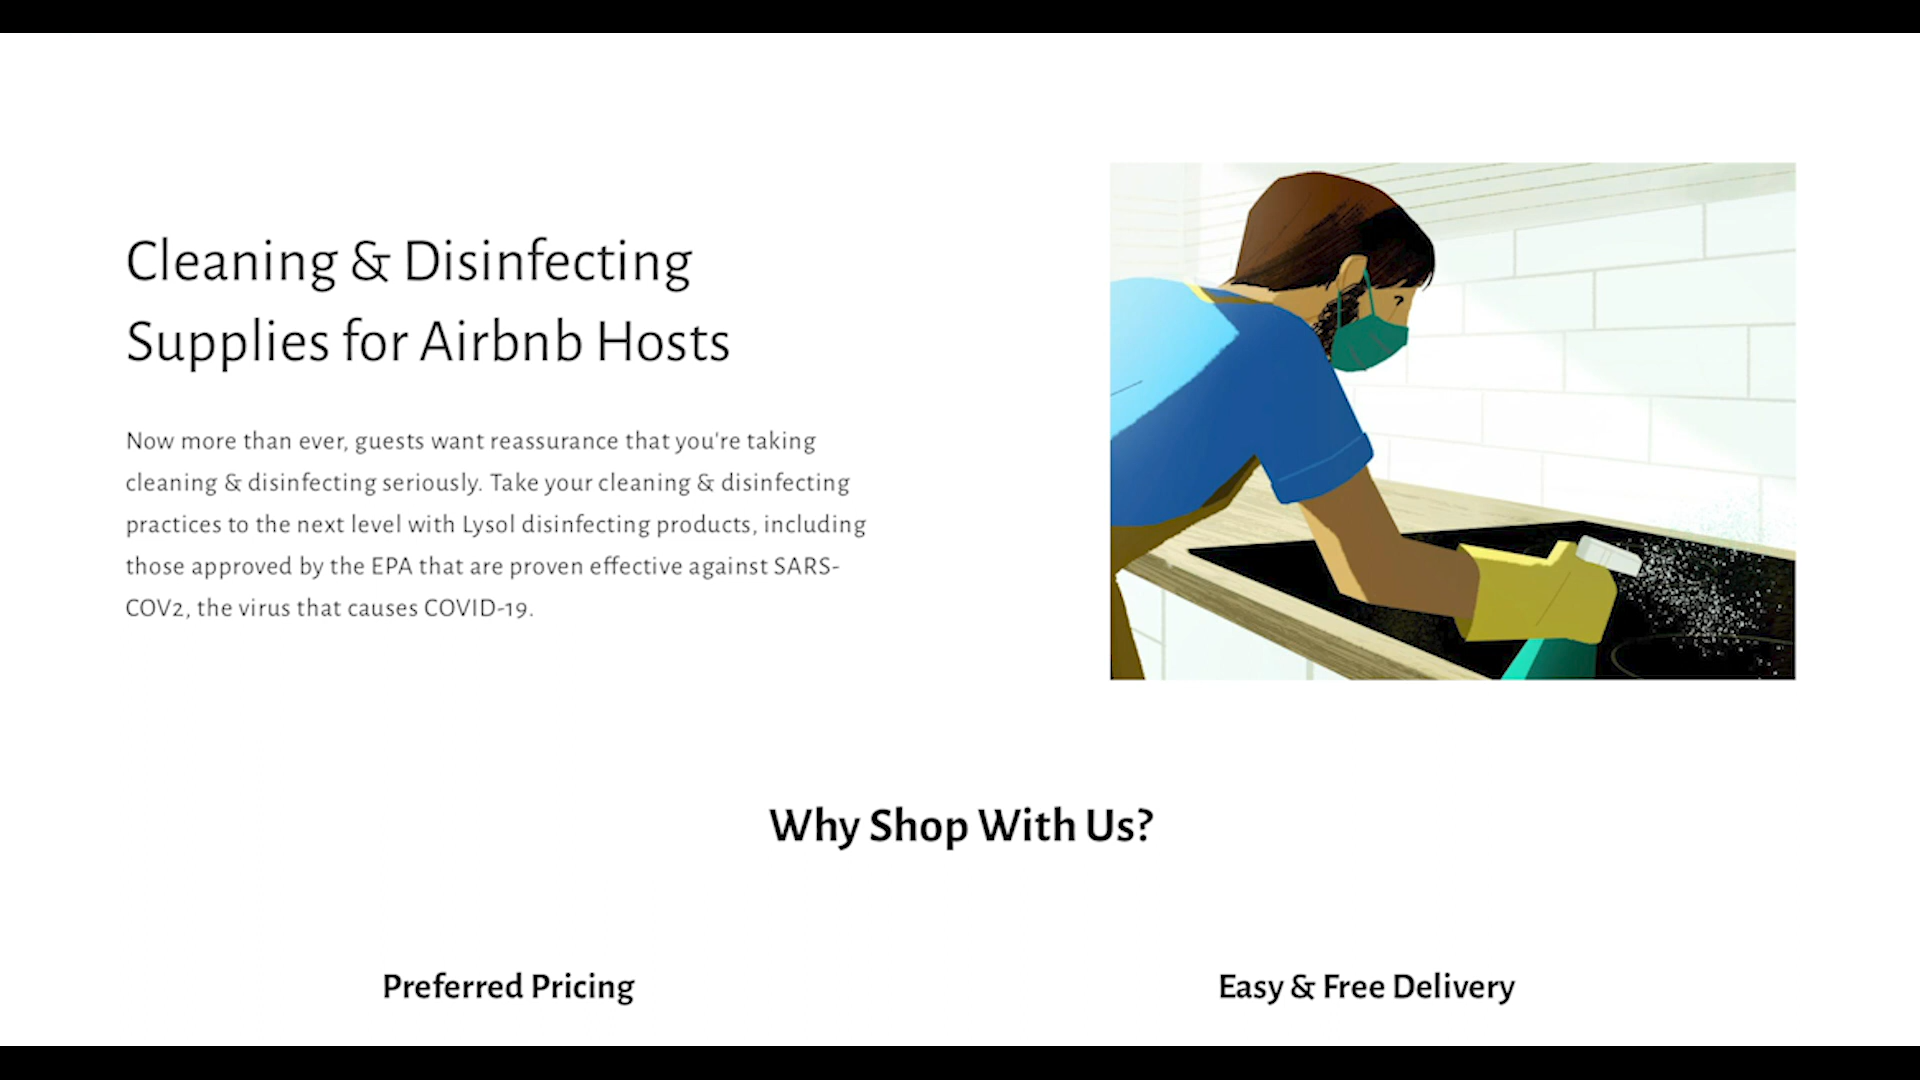 Cleaning & Disinfecting
Supplies for Airbnb Hosts
Now more than ever, guests want reassurance that you're taking
cleaning & disinfecting seriously. Take your cleaning & disinfecting
practices to the next level with Lysol disinfecting products, including
those approved by the EPA that are proven effective against SARS-
COV2, the virus that causes COVID-19.
Why Shop With Us?
Preferred Pricing
Easy & Free Delivery